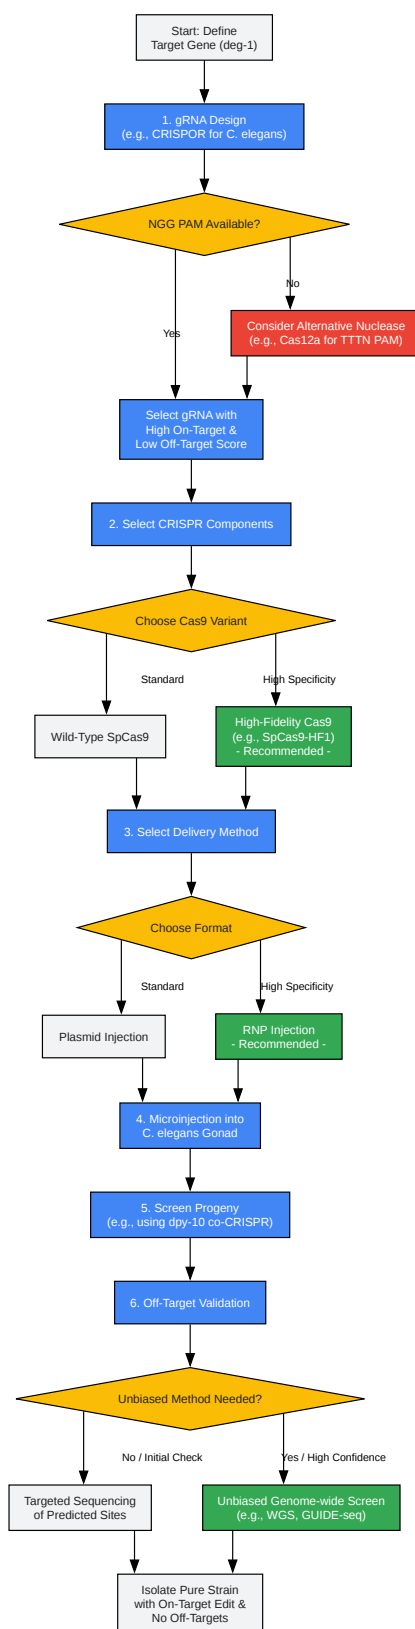 Start: Define
Target Gene (deg-1)
1. gRNA Design
(e.g., CRISPOR for C. elegans)
NGG PAM Available?
No
Consider Alternative Nuclease
(e.g., Cas12a for TTTN PAM)
Yes
Select gRNA with
High On-Target &
Low Off-Target Score
2. Select CRISPR Components
Choose Cas9 Variant
Standard
High Specificity
Wild-Type SpCas9
High-Fidelity Cas9
(e.g., SpCas9-HF1)
- Recommended -
3. Select Delivery Method
Choose Format
Standard
High Specificity
Plasmid Injection
RNP Injection
- Recommended -
4. Microinjection into
C. elegans Gonad
5. Screen Progeny
(e.g., using dpy-10 co-CRISPR)
6. Off-Target Validation
Unbiased Method Needed?
No / Initial Check
Yes / High Confidence
Targeted Sequencing
of Predicted Sites
Unbiased Genome-wide Screen
(e.g., WGS, GUIDE-seq)
Isolate Pure Strain
with On-Target Edit &
No Off-Targets